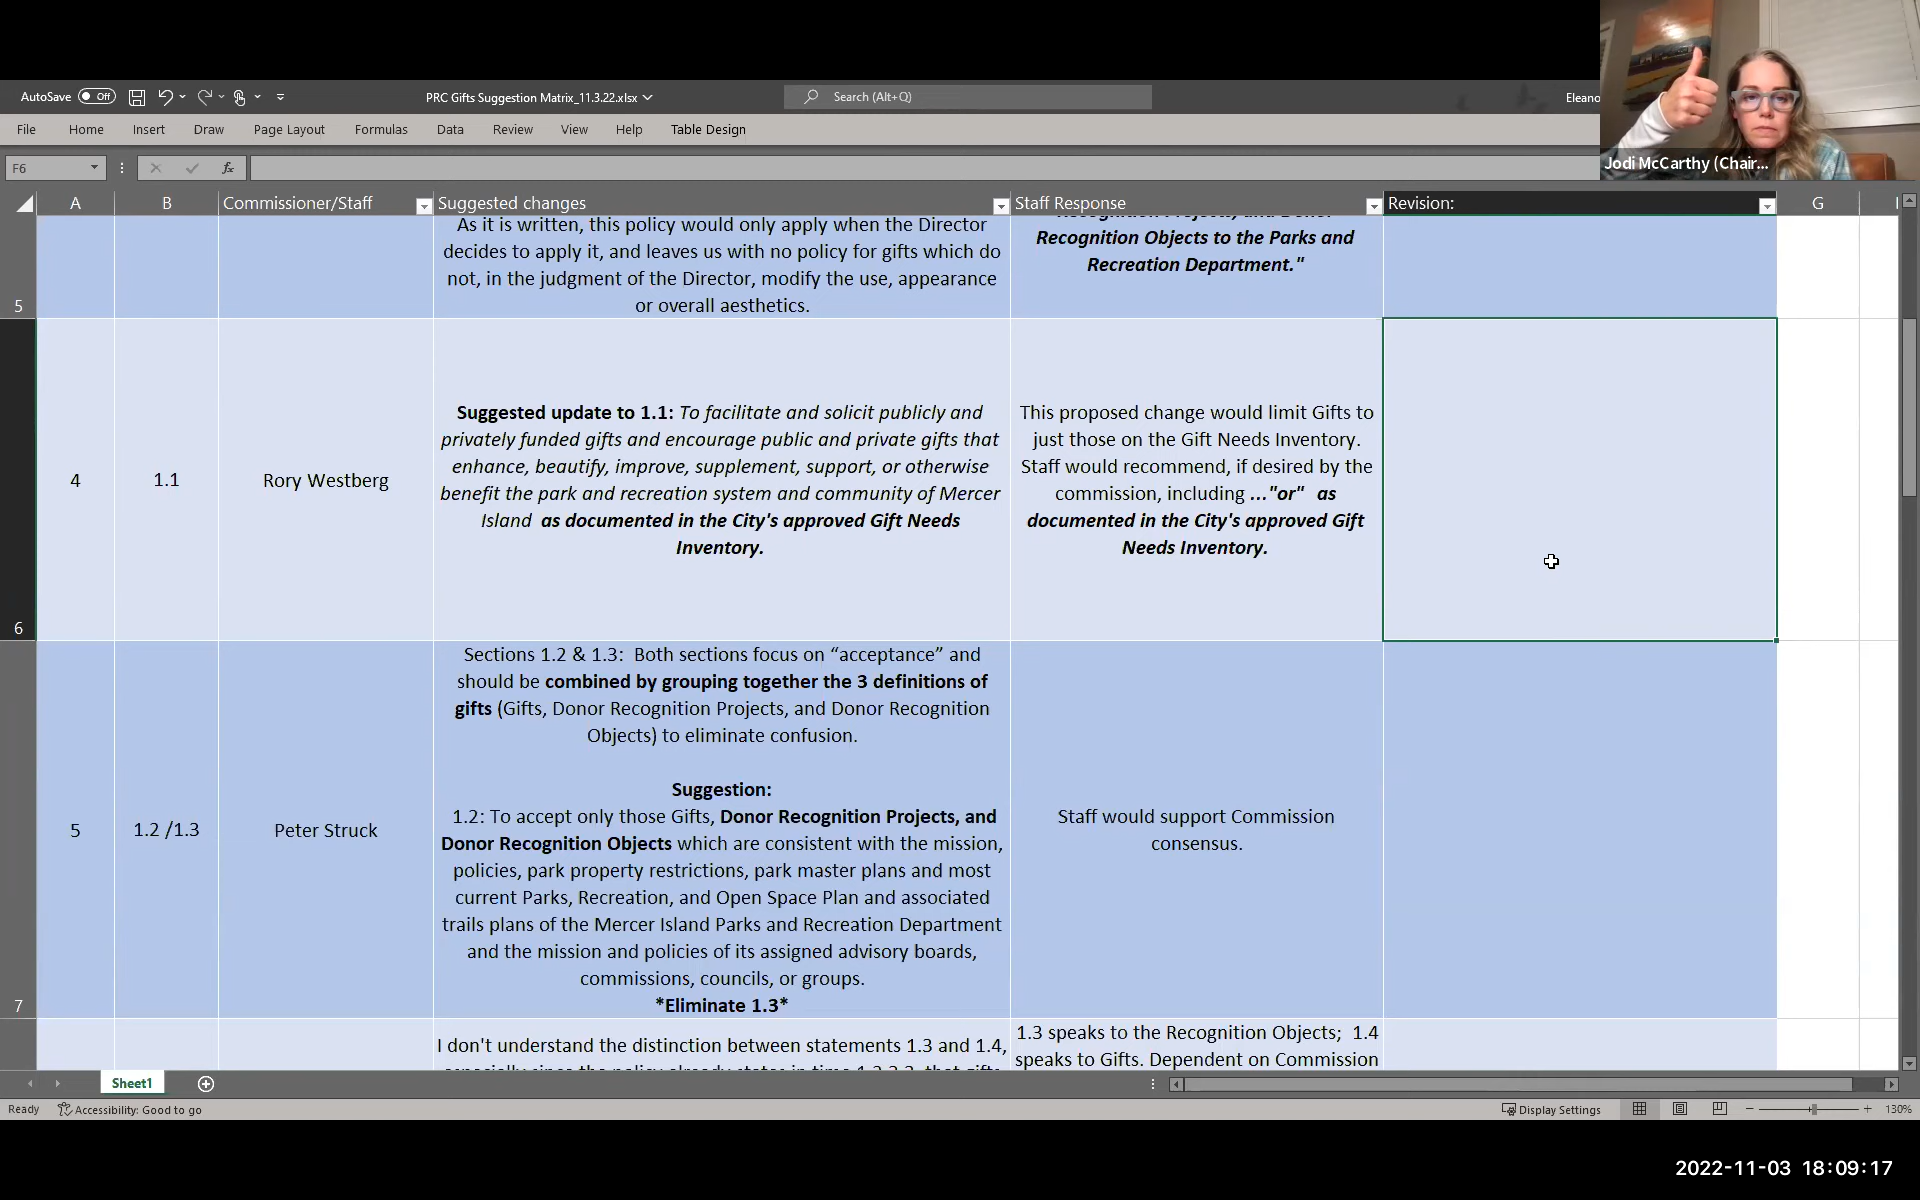 AutoSave Off
PRC Gifts Suggestion Matrix_11.3.22.xlsx
Search (Alt+Q)
Eleano
File Home Insert Draw Page Layout Formulas Data Review View Help Table Design
Jodi McCarthy (Chair...
F6
fx
A B Commissioner/Staff Suggested changes Staff Response Revision: G
As it is written, this policy would only apply when the Director
decides to apply it, and leaves us with no policy for gifts which do
not, in the judgment of the Director, modify the use, appearance
or overall aesthetics.
Recognition Projects, and Donor
Recognition Objects to the Parks and
Recreation Department."
5
4
1.1
Rory Westberg
Suggested update to 1.1: To facilitate and solicit publicly and
privately funded gifts and encourage public and private gifts that
enhance, beautify, improve, supplement, support, or otherwise
benefit the park and recreation system and community of Mercer
Island as documented in the City's approved Gift Needs
Inventory.
This proposed change would limit Gifts to
just those on the Gift Needs Inventory.
Staff would recommend, if desired by the
commission, including ..."or" as
documented in the City's approved Gift
Needs Inventory.
6
5
1.2 /1.3
Peter Struck
Sections 1.2 & 1.3: Both sections focus on “acceptance” and
should be combined by grouping together the 3 definitions of
gifts (Gifts, Donor Recognition Projects, and Donor Recognition
Objects) to eliminate confusion.
Suggestion:
1.2: To accept only those Gifts, Donor Recognition Projects, and
Donor Recognition Objects which are consistent with the mission,
policies, park property restrictions, park master plans and most
current Parks, Recreation, and Open Space Plan and associated
trails plans of the Mercer Island Parks and Recreation Department
and the mission and policies of its assigned advisory boards,
commissions, councils, or groups.
*Eliminate 1.3*
Staff would support Commission
consensus.
7
I don't understand the distinction between statements 1.3 and 1.4,
1.3 speaks to the Recognition Objects; 1.4
speaks to Gifts. Dependent on Commission
Sheet1
Ready Accessibility: Good to go
Display Settings
130%
2022-11-03 18:09:17